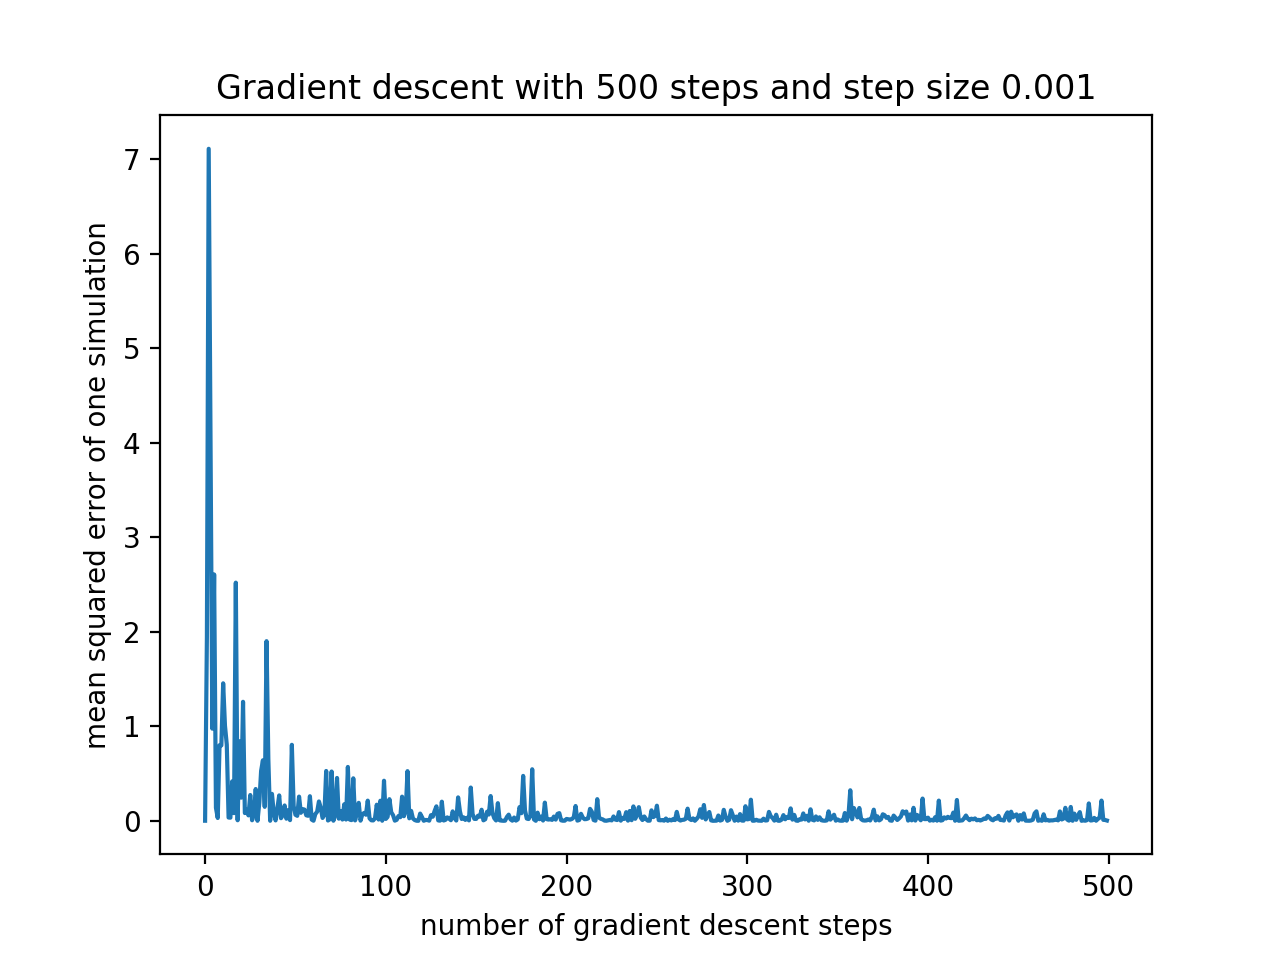 Gradient descent with 500 steps and step size 0.001
7
6
5
4
3
2
1
0
mean squared error of one simulation
0 100 200 300 400 500
number of gradient descent steps